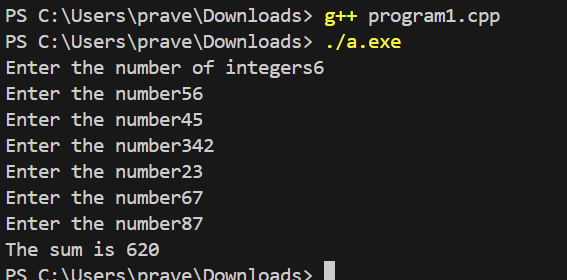 PS C:\Users\prave\Downloads> g++ program1.cpp
PS C:\Users\prave\Downloads> ./a.exe
Enter the number of integers6
Enter the number56
Enter the number45
Enter the number342
Enter the number23
Enter the number67
Enter the number87
The sum is 620
PS C:\Users\prave\Downloads>